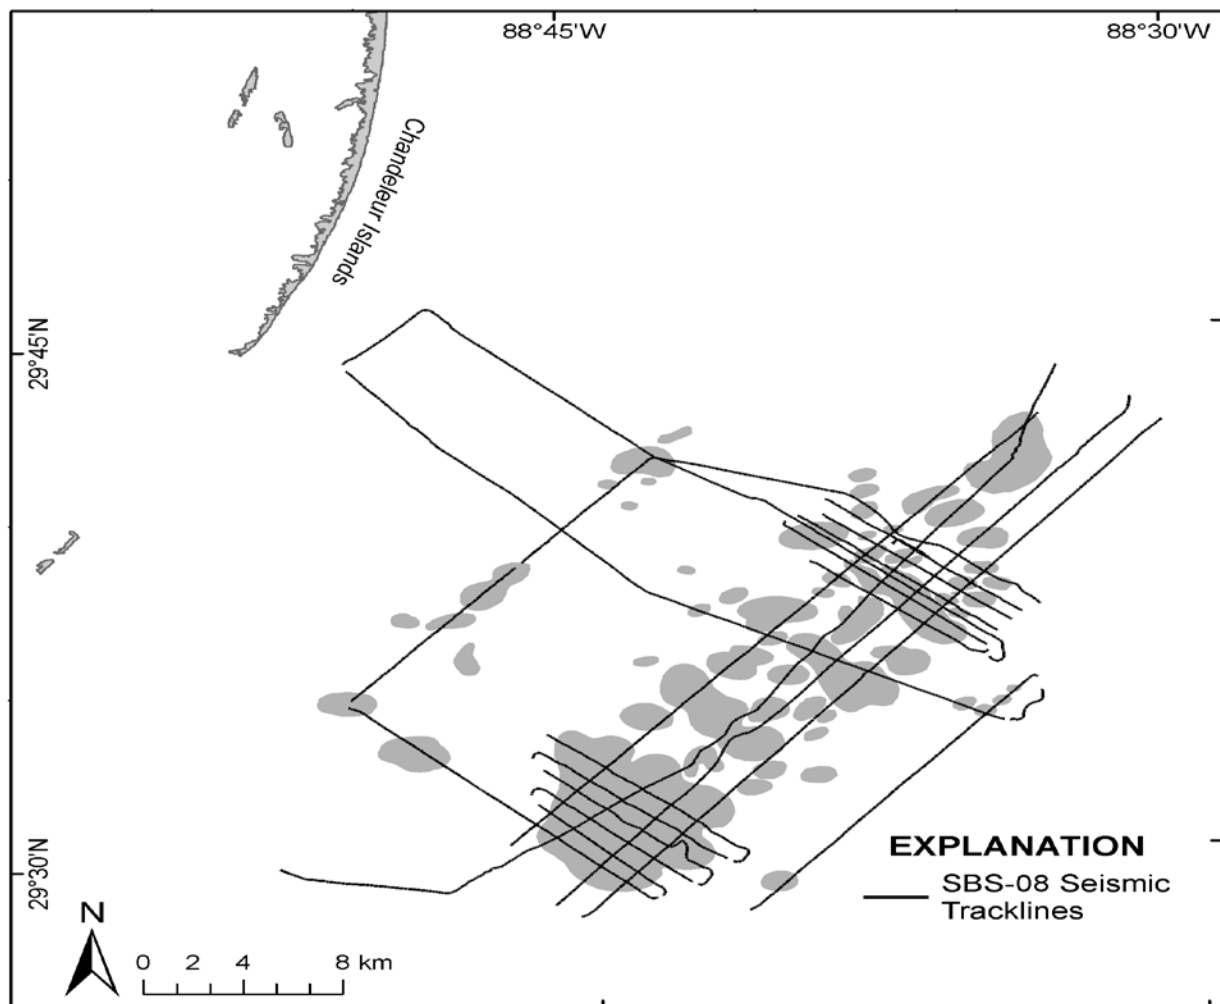 88°45'W
88°30'W
Chandeleur Islands
29°45'N
29°30'N
EXPLANATION
SBS-08 Seismic
Tracklines
N
0 2 4 8 km